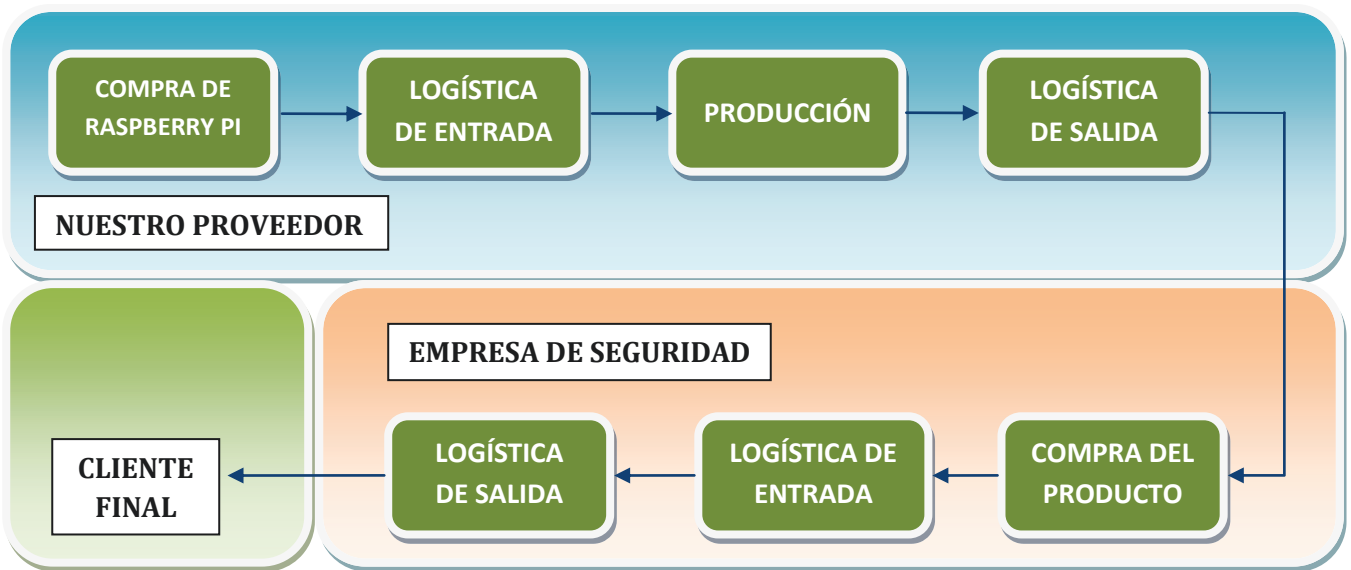 COMPRA DE
RASPBERRY PI
LOGÍSTICA
DE ENTRADA
PRODUCCIÓN
LOGÍSTICA
DE SALIDA
NUESTRO PROVEEDOR
EMPRESA DE SEGURIDAD
COMPRA DEL
PRODUCTO
LOGÍSTICA DE
ENTRADA
LOGÍSTICA
DE SALIDA
CLIENTE
FINAL